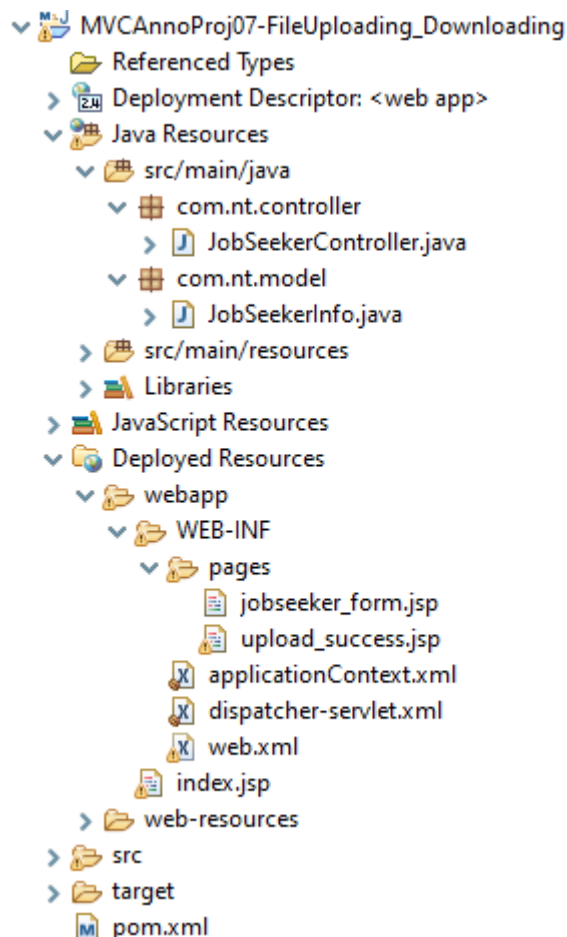 MVCAnnoProj07-FileUploading_Downloading
Referenced Types
2.4 Deployment Descriptor: <web app>
Java Resources
src/main/java
com.nt.controller
J JobSeekerController.java
com.nt.model
J JobSeekerInfo.java
src/main/resources
Libraries
JavaScript Resources
Deployed Resources
webapp
WEB-INF
pages
jobseeker_form.jsp
upload_success.jsp
X applicationContext.xml
X dispatcher-servlet.xml
X web.xml
index.jsp
web-resources
src
target
M pom.xml